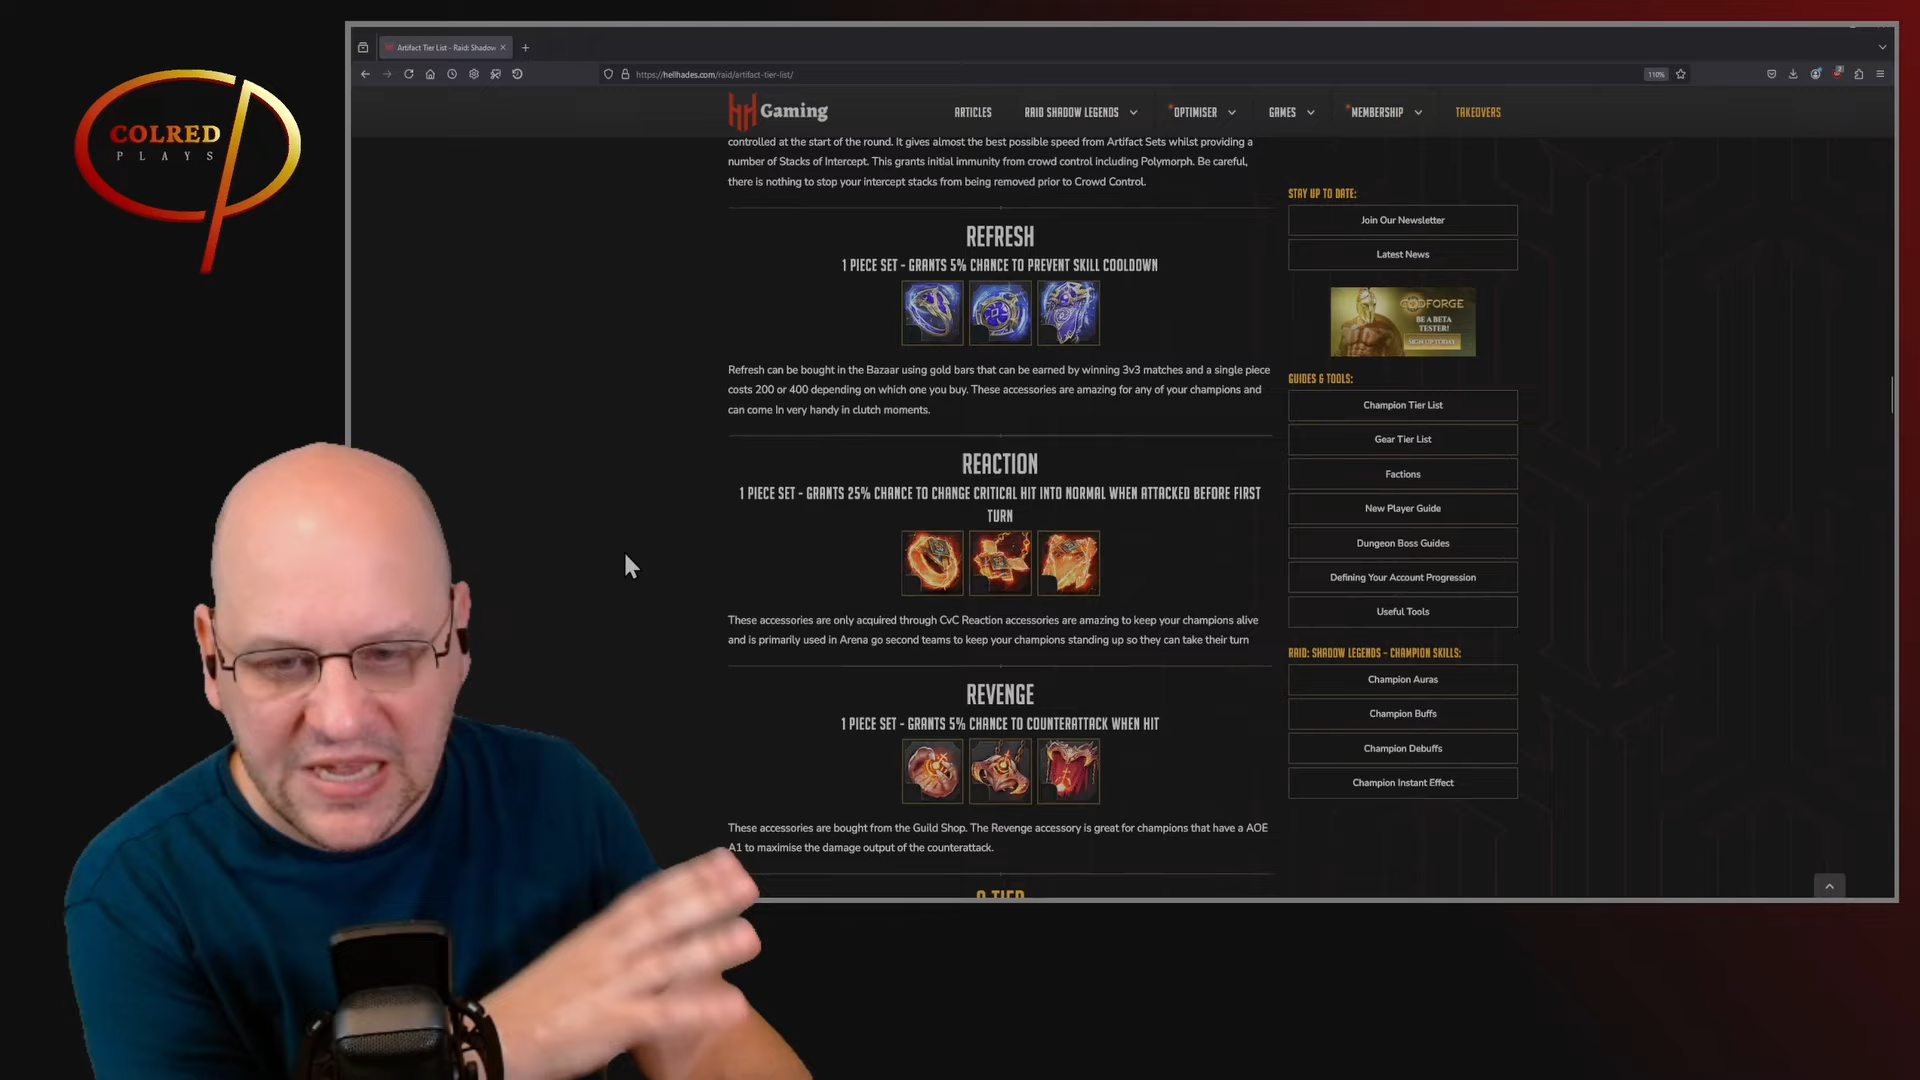 COLRED
PLAYS
Artifact Tier List - Raid: Shadow
https://hellhades.com/raid/artifact-tier-list/
110%
2
Gaming
ARTICLES
RAID SHADOW LEGENDS
OPTIMISER
GAMES
MEMBERSHIP
TAKEOVERS
controlled at the start of the round. It gives almost the best possible speed from Artifact Sets whilst providing a
number of Stacks of Intercept. This grants initial immunity from crowd control including Polymorph. Be careful,
there is nothing to stop your intercept stacks from being removed prior to Crowd Control.
REFRESH
1 PIECE SET - GRANTS 5% CHANCE TO PREVENT SKILL COOLDOWN
Refresh can be bought in the Bazaar using gold bars that can be earned by winning 3v3 matches and a single piece
costs 200 or 400 depending on which one you buy. These accessories are amazing for any of your champions and
can come In very handy in clutch moments.
REACTION
1 PIECE SET - GRANTS 25% CHANCE TO CHANGE CRITICAL HIT INTO NORMAL WHEN ATTACKED BEFORE FIRST
TURN
These accessories are only acquired through CvC Reaction accessories are amazing to keep your champions alive
and is primarily used in Arena go second teams to keep your champions standing up so they can take their turn
REVENGE
1 PIECE SET - GRANTS 5% CHANCE TO COUNTERATTACK WHEN HIT
These accessories are bought from the Guild Shop. The Revenge accessory is great for champions that have a AOE
A1 to maximise the damage output of the counterattack.
TIER
STAY UP TO DATE:
Join Our Newsletter
Latest News
GODFORGE
BE A BETA
TESTER!
SIGN UP TODAY
GUIDES & TOOLS:
Champion Tier List
Gear Tier List
Factions
New Player Guide
Dungeon Boss Guides
Defining Your Account Progression
Useful Tools
RAID: SHADOW LEGENDS - CHAMPION SKILLS:
Champion Auras
Champion Buffs
Champion Debuffs
Champion Instant Effect